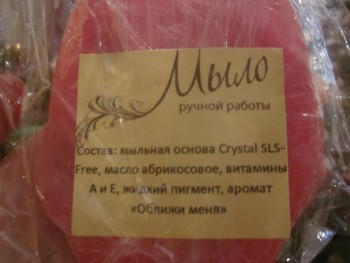 Мыло
ручной работы
Состав: мыльная основа Crystal SLS-
Free, масло абрикосовое, витамины
А и Е, жидкий пигмент, аромат
«Оближи меня»